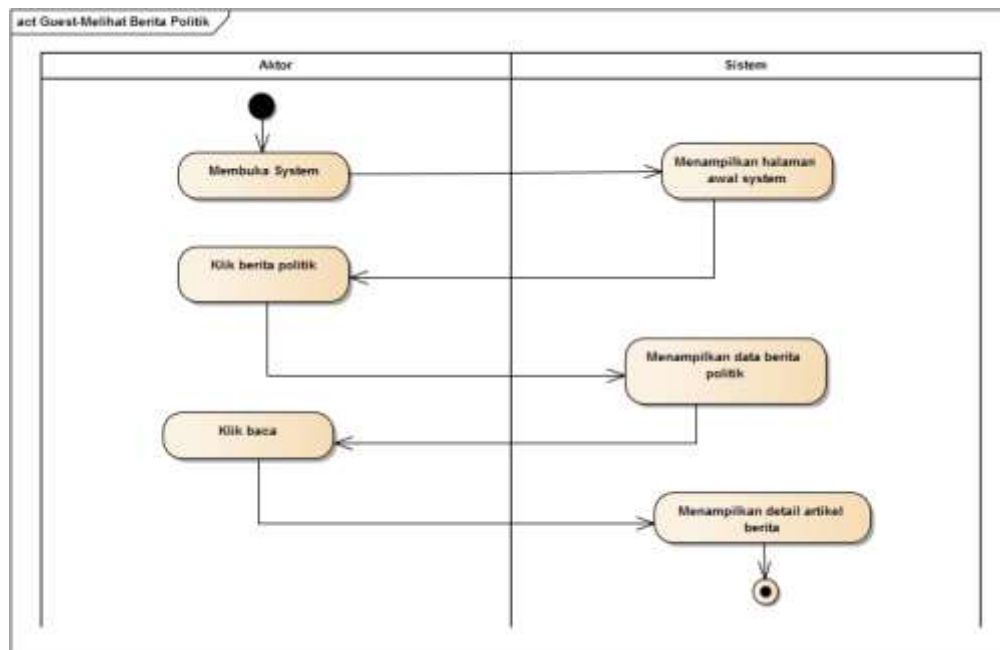 act Guest-Melihat Berita Politik
Aktor
Sistem
Membuka System
Menampilkan halaman
awal system
Klik berita politik
Menampilkan data berita
politik
Klik baca
Menampilkan detail artikel
berita